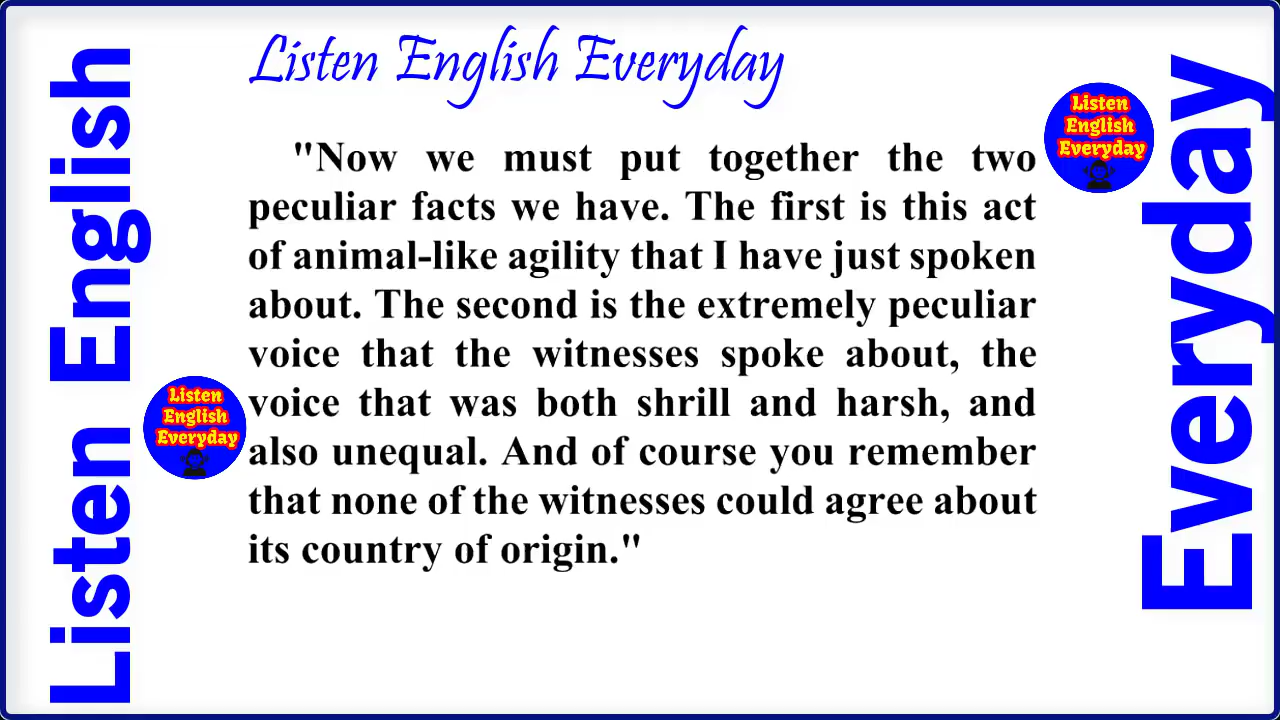 Listen English Everyday
Listen English
Everyday
Listen
English
Everyday
"Now we must put together the two
peculiar facts we have. The first is this act
of animal-like agility that I have just spoken
about. The second is the extremely peculiar
voice that the witnesses spoke about, the
voice that was both shrill and harsh, and
also unequal. And of course you remember
that none of the witnesses could agree about
its country of origin."
Listen
English
Everyday